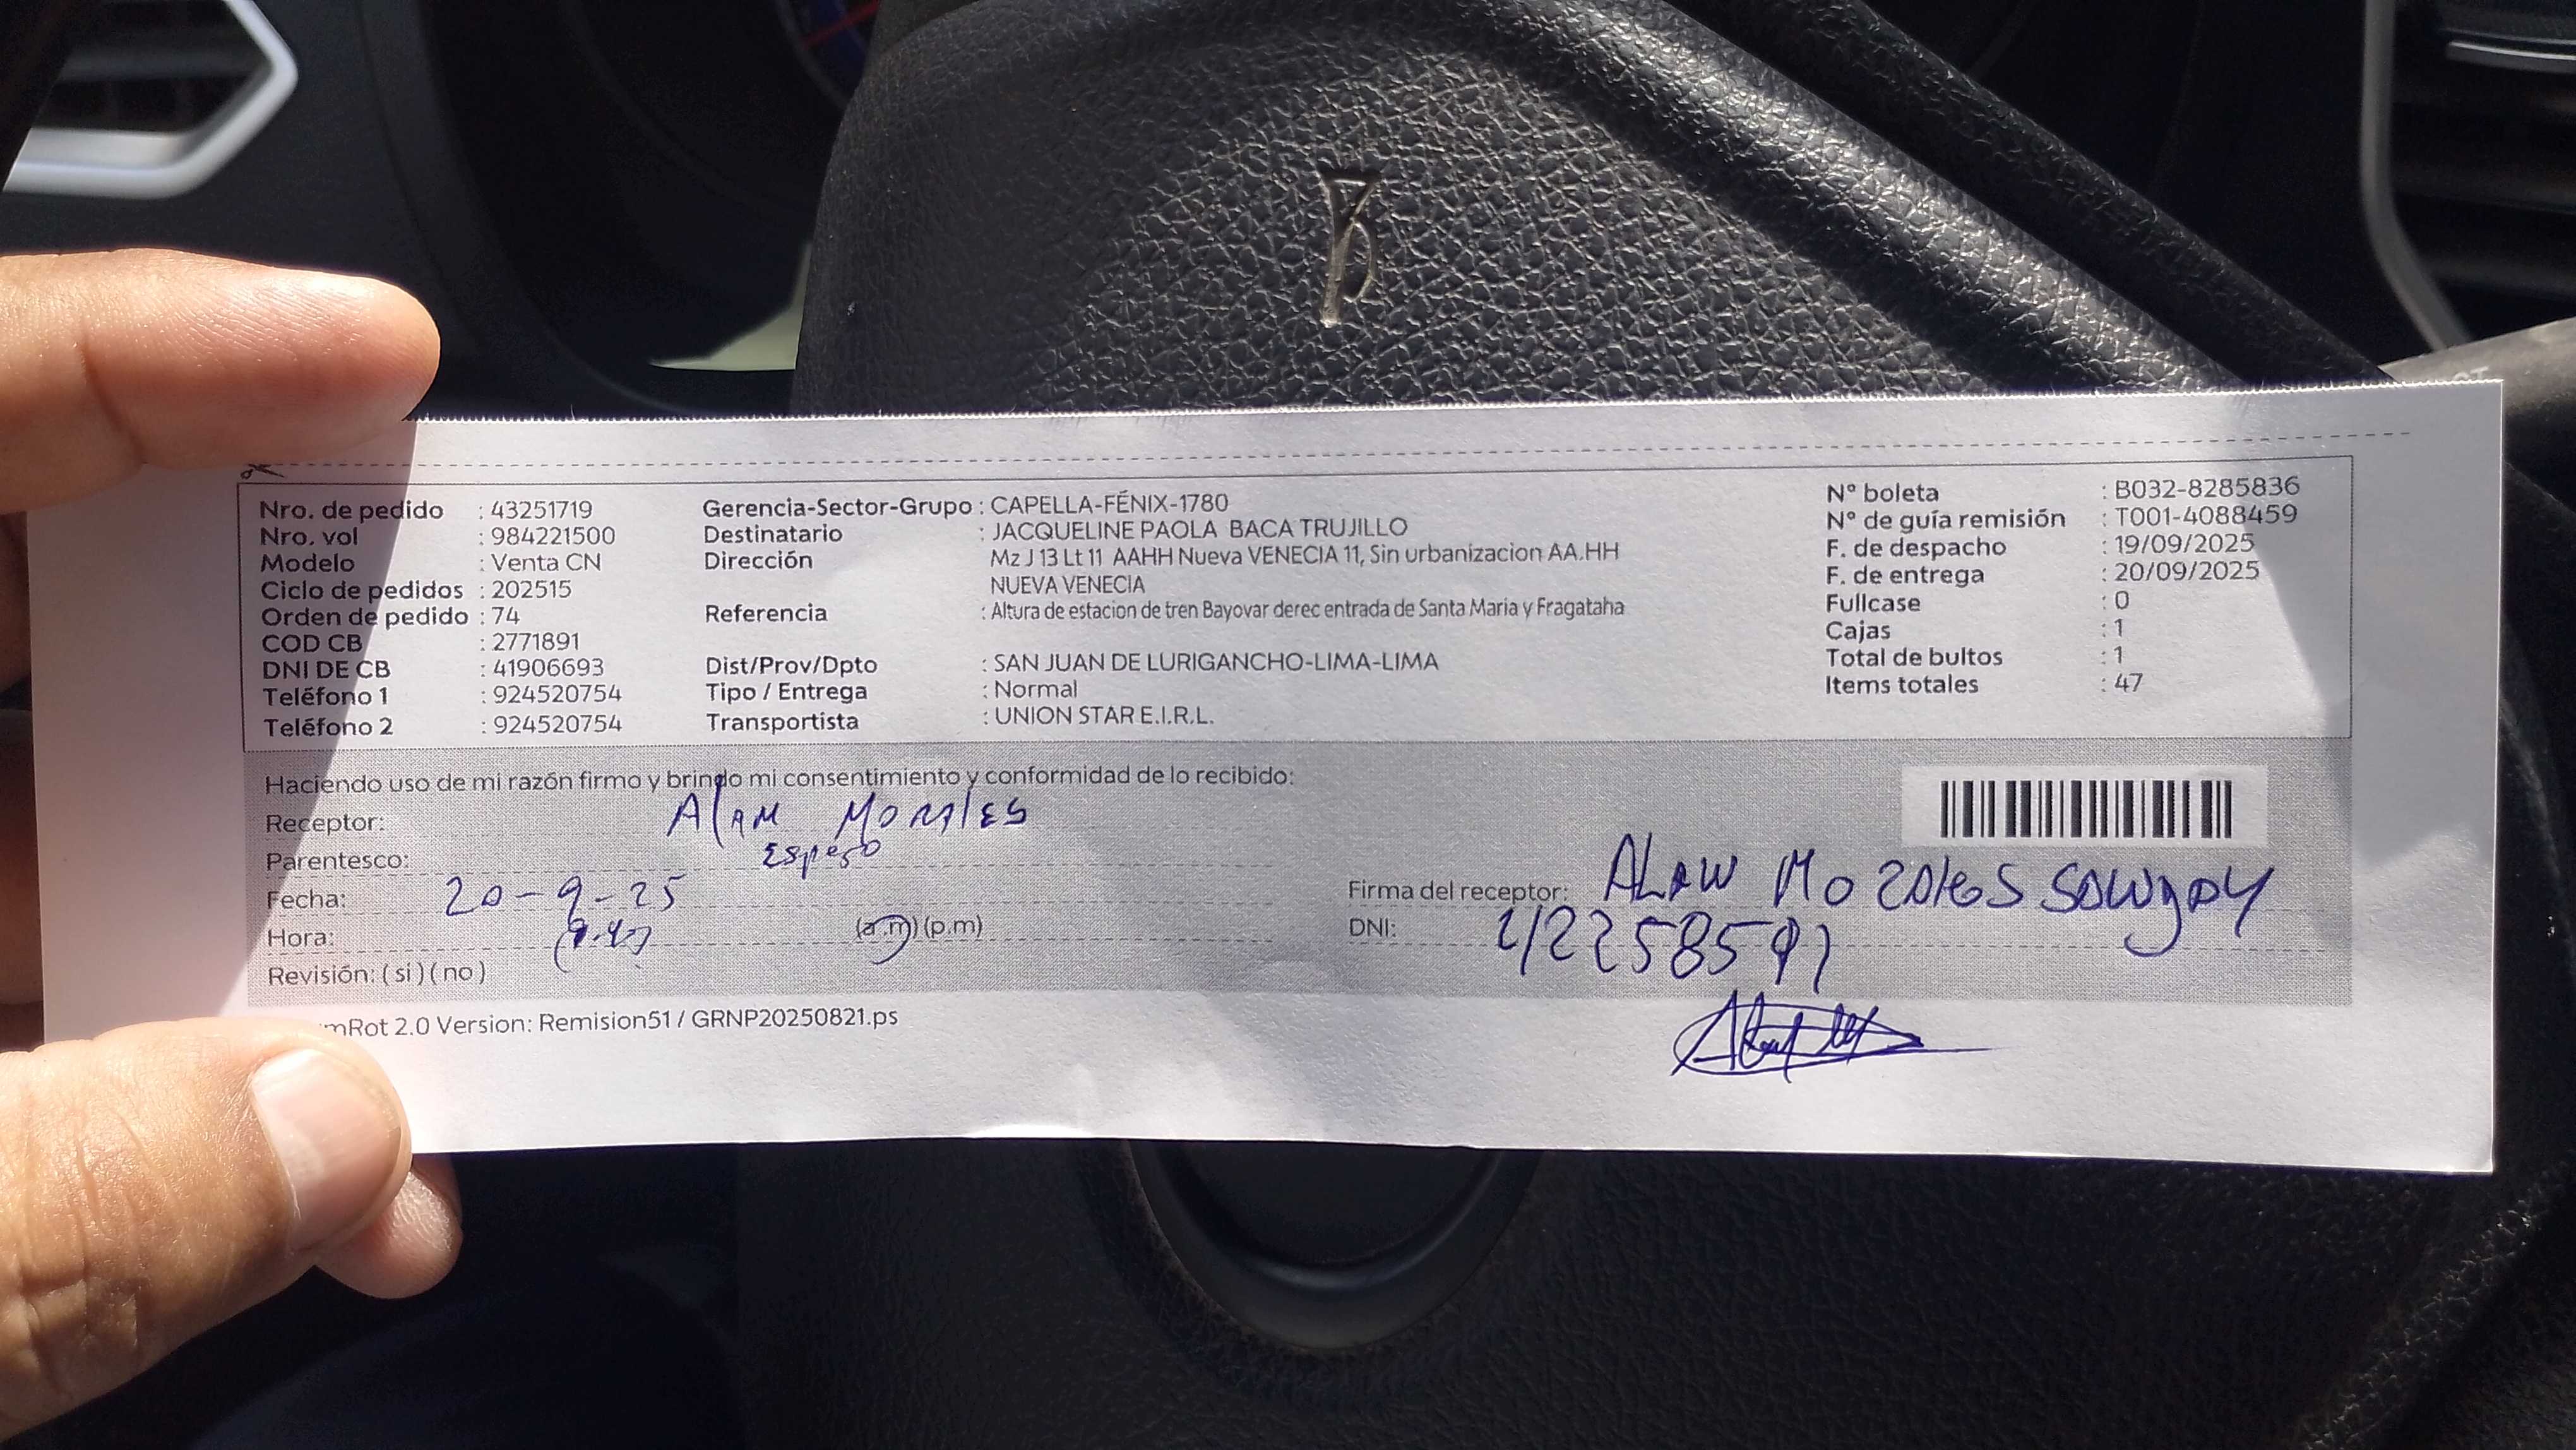 Nro. de pedido : 43251719
Nro. vol : 984221500
Modelo : Venta CN
Ciclo de pedidos : 202515
Orden de pedido : 74
COD CB : 2771891
DNI DE CB : 41906693
Teléfono 1 : 924520754
Teléfono 2 : 924520754
Gerencia-Sector-Grupo : CAPELLA-FÉNIX-1780
Destinatario : JACQUELINE PAOLA BACA TRUJILLO
Dirección Mz J 13 Lt 11 AAHH Nueva VENECIA 11, Sin urbanizacion AA.HH
NUEVA VENECIA
Referencia : Altura de estacion de tren Bayovar derec entrada de Santa Maria y Fragataha
Dist/Prov/Dpto : SAN JUAN DE LURIGANCHO-LIMA-LIMA
Tipo / Entrega : Normal
Transportista : UNION STAR E.I.R.L.
N° boleta : B032-8285836
N° de guía remisión : T001-4088459
F. de despacho : 19/09/2025
F. de entrega : 20/09/2025
Fullcase : 0
Cajas : 1
Total de bultos : 1
Items totales : 47
Haciendo uso de mi razón firmo y brindo mi consentimiento y conformidad de lo recibido:
Receptor: Alan Morales
Parentesco: Esposo
Fecha: 20-9-25
Hora: (a.m) (p.m)
Revisión: ( si ) ( no )
Firma del receptor: ALAN Morales
DNI:
mRot 2.0 Version: Remision51 / GRNP20250821.ps